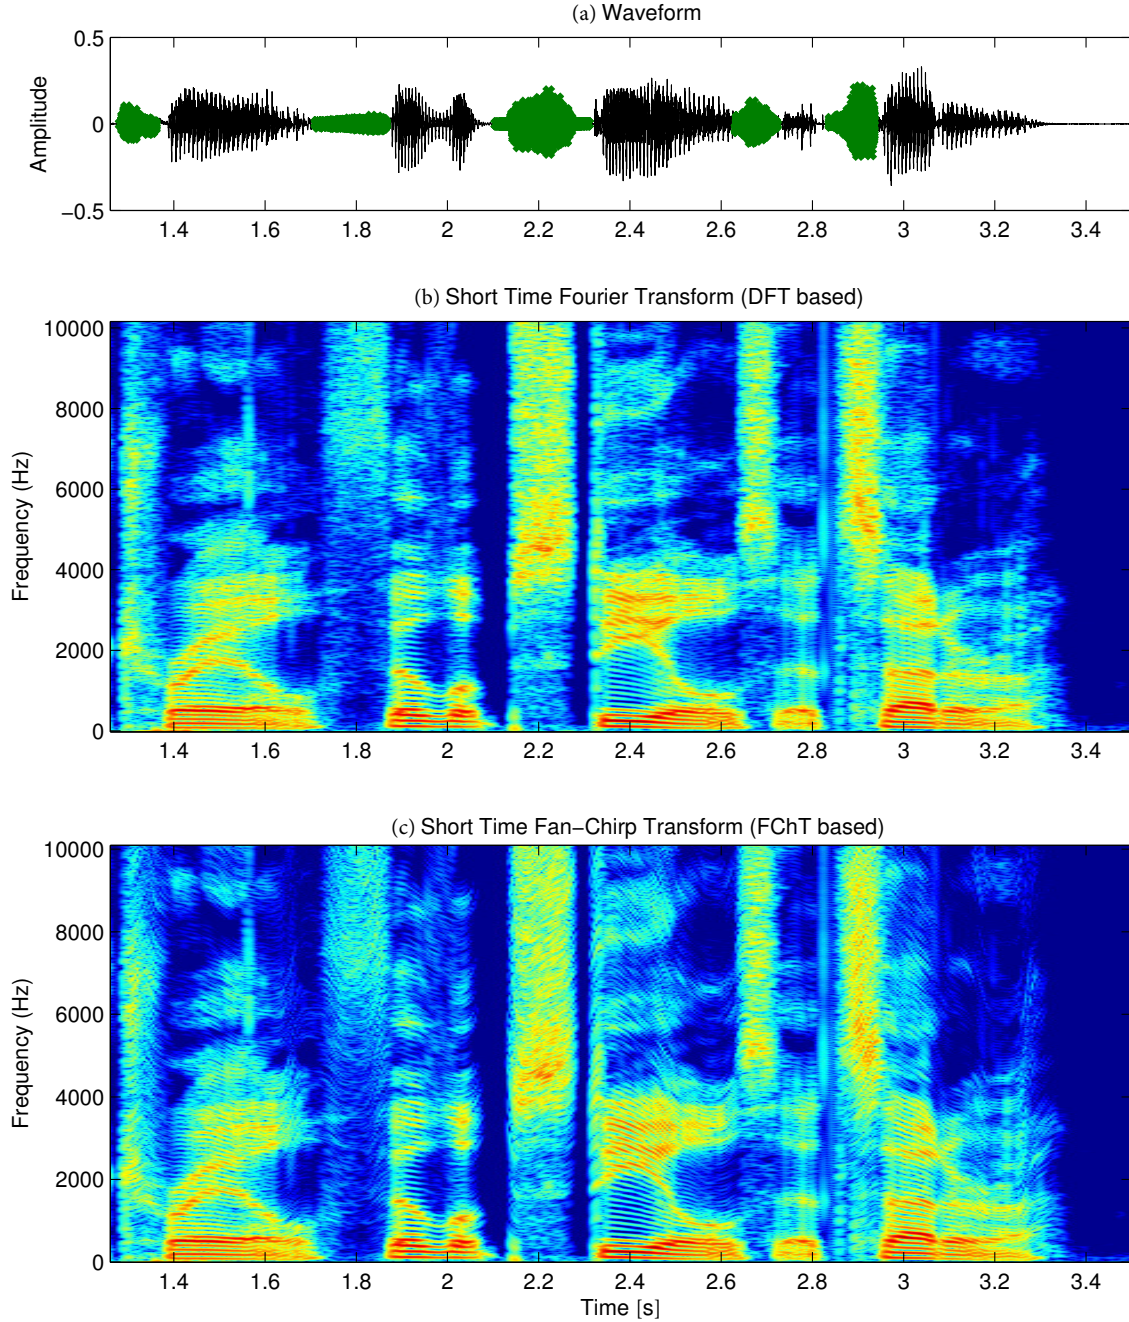 (a) Waveform
0.5
0
−0.5
Amplitude
1.4 1.6 1.8 2 2.2 2.4 2.6 2.8 3 3.2 3.4
(b) Short Time Fourier Transform (DFT based)
10000
8000
6000
4000
2000
0
Frequency (Hz)
1.4 1.6 1.8 2 2.2 2.4 2.6 2.8 3 3.2 3.4
(c) Short Time Fan−Chirp Transform (FChT based)
10000
8000
6000
4000
2000
0
Frequency (Hz)
1.4 1.6 1.8 2 2.2 2.4 2.6 2.8 3 3.2 3.4
Time [s]